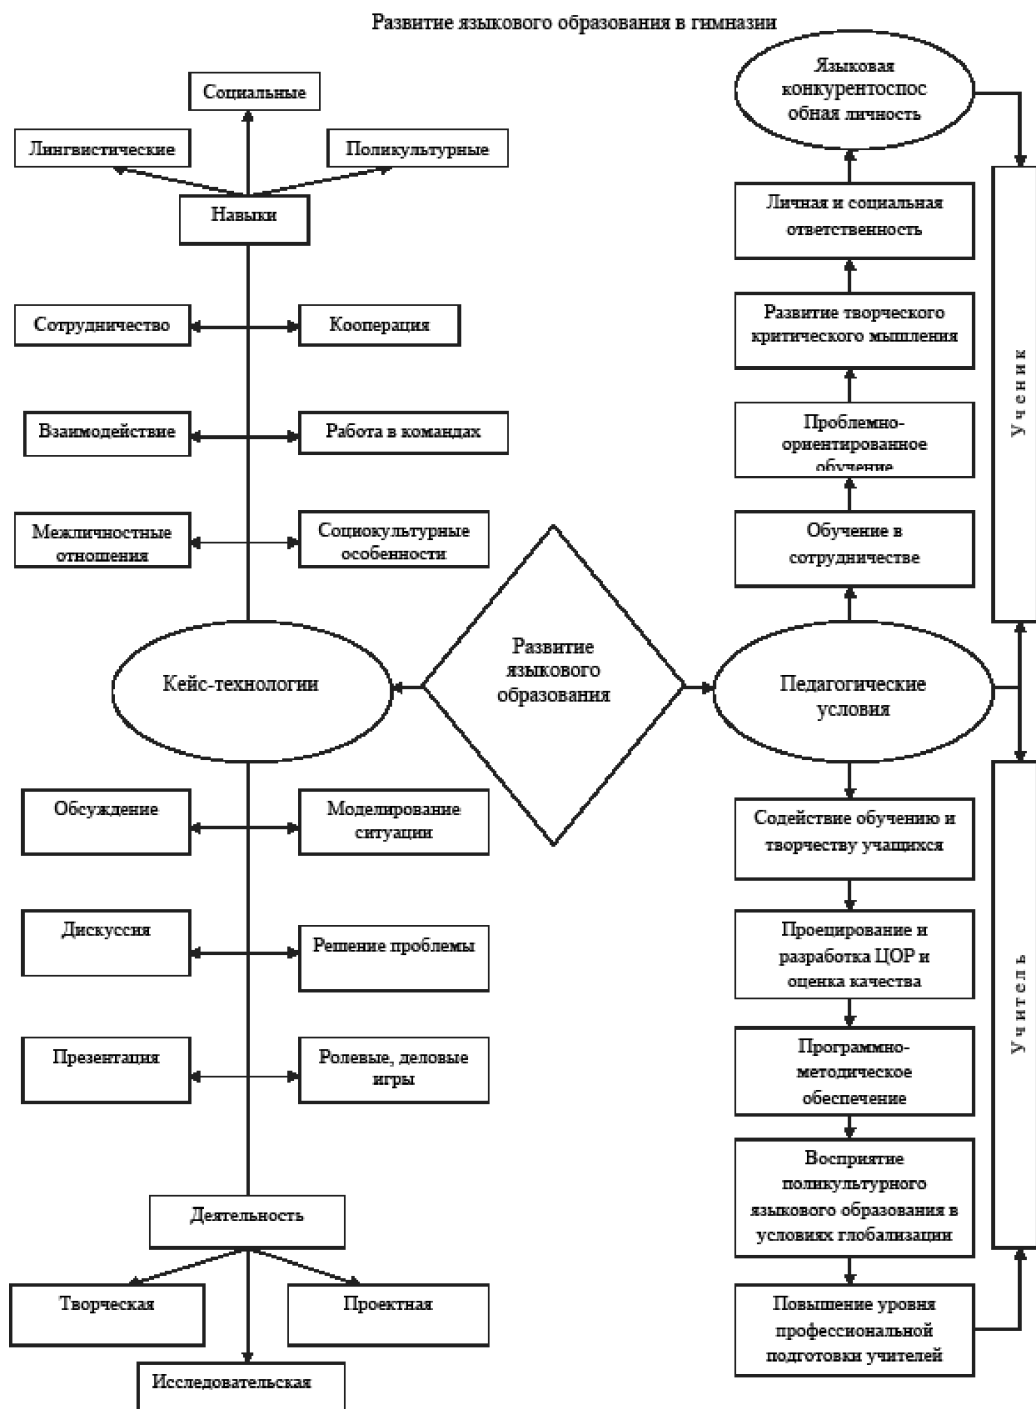 Развитие языкового образования в гимназии
Социальные
Лингвистические
Поликультурные
Навыки
Сотрудничество
Кооперация
Взаимодействие
Работа в командах
Межличностные
отношения
Социокультурные
особенности
Кейс-технологии
Обсуждение
Моделирование
ситуации
Дискуссия
Решение проблемы
Презентация
Ролевые, деловые
игры
Деятельность
Творческая
Проектная
Исследовательская
Развитие
языкового
образования
Языковая
конкурентоспос
обная личность
Личная и социальная
ответственность
Развитие творческого
критического мышления
Проблемно-
ориентированное
обучение
Обучение в
сотрудничестве
Педагогические
условия
Содействие обучению и
творчеству учащихся
Проецирование и
разработка ЦОР и
оценка качества
Программно-
методическое
обеспечение
Восприятие
поликультурного
языкового образования в
условиях глобализации
Повышение уровня
профессиональной
подготовки учителей
Ученик
Учитель